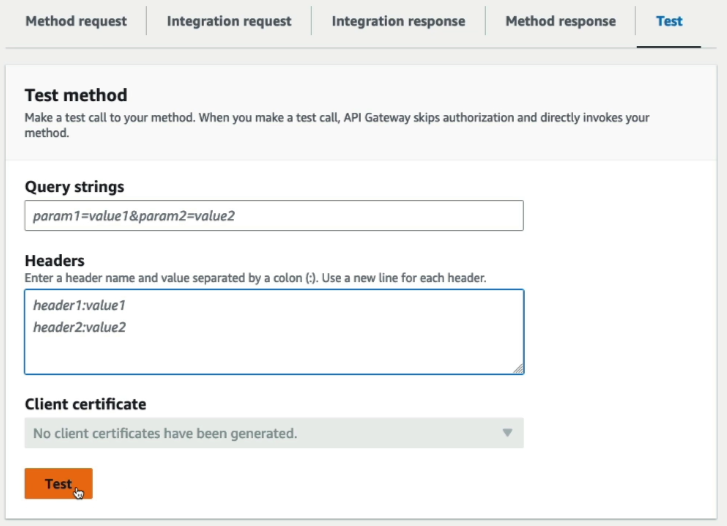 Method request Integration request Integration response Method response Test
Test method
Make a test call to your method. When you make a test call, API Gateway skips authorization and directly invokes your
method.
Query strings
param1=value1&param2=value2
Headers
Enter a header name and value separated by a colon (:). Use a new line for each header.
header1:value1
header2:value2
Client certificate
No client certificates have been generated.
Test